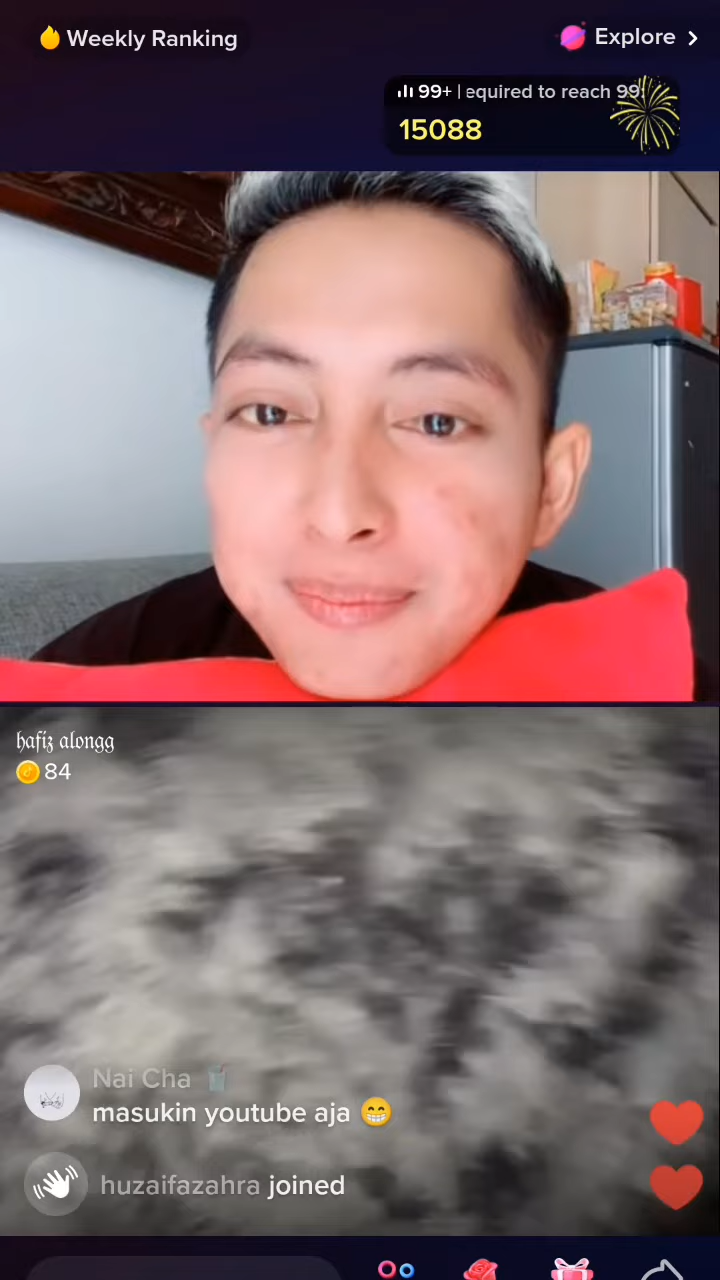 Weekly Ranking
Explore
99+ | equired to reach 99
15088
hafiz alongg
84
Nai Cha
masukin youtube aja 😁
huzaifazahra joined